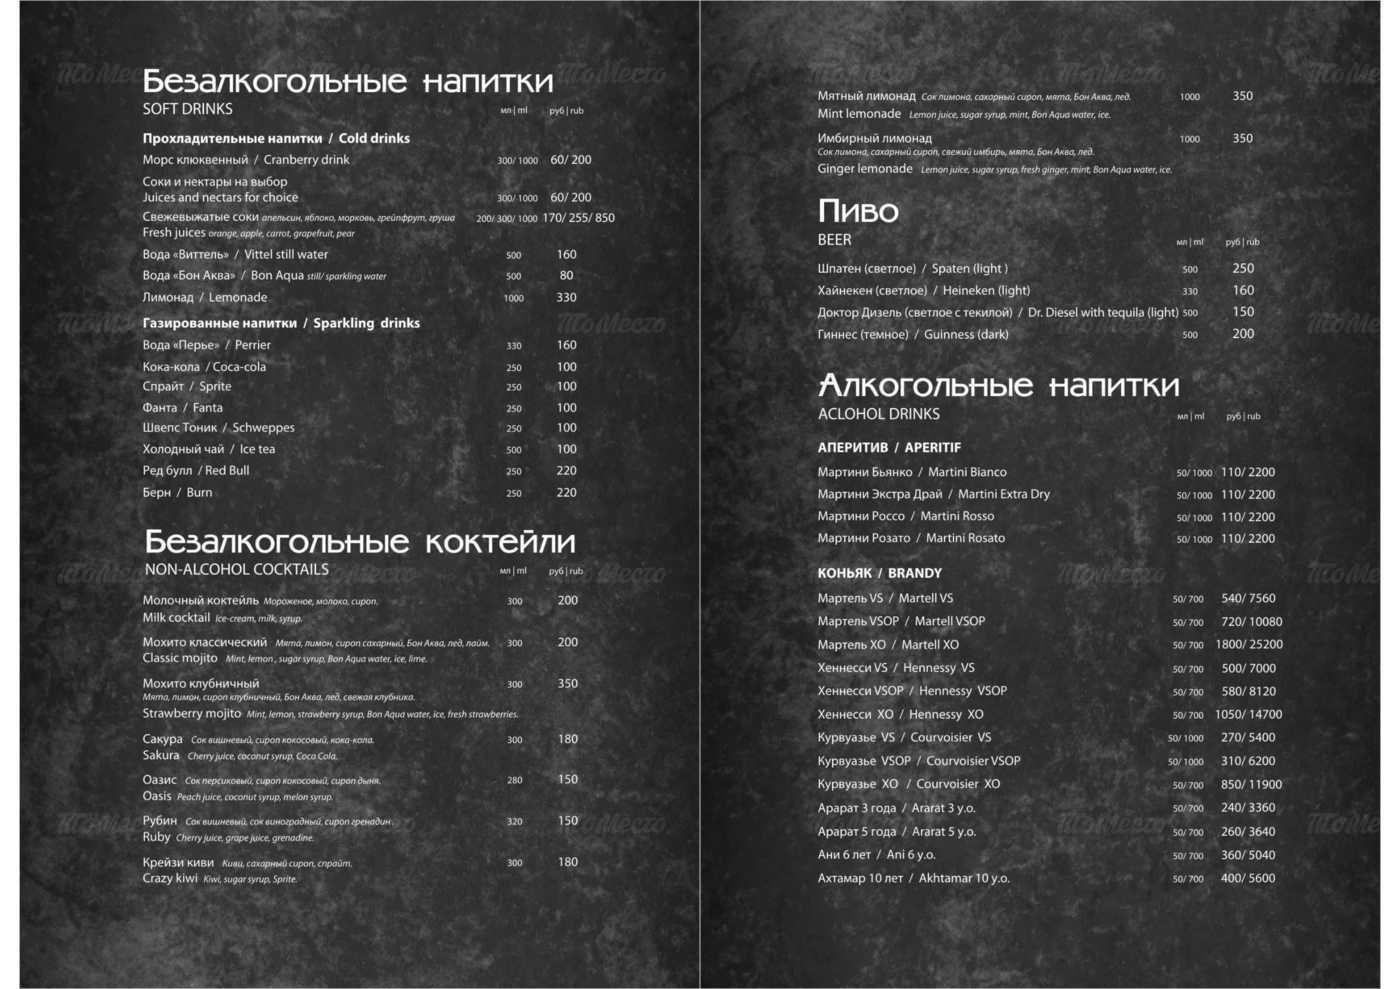 Безалкогольные напитки
SOFT DRINKS мл | ml руб | rub
Прохладительные напитки / Cold drinks
Морс клюквенный / Cranberry drink 300/ 1000 60/ 200
Соки и нектары на выбор
Juices and nectars for choice 300/ 1000 60/ 200
Свежевыжатые соки апельсин, яблоко, морковь, грейпфрут, груша 200/ 300/ 1000 170/ 255/ 850
Fresh juices orange, apple, carrot, grapefruit, pear
Вода «Виттель» / Vittel still water 500 160
Вода «Бон Аква» / Bon Aqua still/ sparkling water 500 80
Лимонад / Lemonade 1000 330
Газированные напитки / Sparkling drinks
Вода «Перье» / Perrier 330 160
Кока-кола / Coca-cola 250 100
Спрайт / Sprite 250 100
Фанта / Fanta 250 100
Швепс Тоник / Schweppes 250 100
Холодный чай / Ice tea 500 100
Ред булл / Red Bull 250 220
Берн / Burn 250 220
Безалкогольные коктейли
NON-ALCOHOL COCKTAILS мл | ml руб | rub
Молочный коктейль Мороженое, молоко, сироп. 300 200
Milk cocktail Ice-cream, milk, syrup.
Мохито классический Мята, лимон, сироп сахарный, Бон Аква, лед, лайм. 300 200
Classic mojito Mint, lemon , sugar syrup, Bon Aqua water, ice, lime.
Мохито клубничный 300 350
Мята, лимон, сироп клубничный, Бон Аква, лед, свежая клубника.
Strawberry mojito Mint, lemon, strawberry syrup, Bon Aqua water, ice, fresh strawberries.
Сакура Сок вишневый, сироп кокосовый, кока-кола. 300 180
Sakura Cherry juice, coconut syrup, Coca Cola.
Оазис Сок персиковый, сироп кокосовый, сироп дыня. 280 150
Oasis Peach juice, coconut syrup, melon syrup.
Рубин Сок вишневый, сок виноградный, сироп гренадин . 320 150
Ruby Cherry juice, grape juice, grenadine.
Крейзи киви Киви, сахарный сироп, спрайт. 300 180
Crazy kiwi Kiwi, sugar syrup, Sprite.
Мятный лимонад Сок лимона, сахарный сироп, мята, Бон Аква, лед. 1000 350
Mint lemonade Lemon juice, sugar syrup, mint, Bon Aqua water, ice.
Имбирный лимонад 1000 350
Сок лимона, сахарный сироп, свежий имбирь, мята, Бон Аква, лед.
Ginger lemonade Lemon juice, sugar syrup, fresh ginger, mint, Bon Aqua water, ice.
Пиво
BEER мл | ml руб | rub
Шпатен (светлое) / Spaten (light ) 500 250
Хайнекен (светлое) / Heineken (light) 330 160
Доктор Дизель (светлое с текилой) / Dr. Diesel with tequila (light) 500 150
Гиннес (темное) / Guinness (dark) 500 200
Алкогольные напитки
ACLOHOL DRINKS мл | ml руб | rub
АПЕРИТИВ / APERITIF
Мартини Бьянко / Martini Bianco 50/ 1000 110/ 2200
Мартини Экстра Драй / Martini Extra Dry 50/ 1000 110/ 2200
Мартини Россо / Martini Rosso 50/ 1000 110/ 2200
Мартини Розато / Martini Rosato 50/ 1000 110/ 2200
КОНЬЯК / BRANDY
Мартель VS / Martell VS 50/ 700 540/ 7560
Мартель VSOP / Martell VSOP 50/ 700 720/ 10080
Мартель XO / Martell XO 50/ 700 1800/ 25200
Хеннесси VS / Hennessy VS 50/ 700 500/ 7000
Хеннесси VSOP / Hennessy VSOP 50/ 700 580/ 8120
Хеннесси XO / Hennessy XO 50/ 700 1050/ 14700
Курвуазье VS / Courvoisier VS 50/ 1000 270/ 5400
Курвуазье VSOP / Courvoisier VSOP 50/ 1000 310/ 6200
Курвуазье XO / Courvoisier XO 50/ 700 850/ 11900
Арарат 3 года / Ararat 3 y.o. 50/ 700 240/ 3360
Арарат 5 года / Ararat 5 y.o. 50/ 700 260/ 3640
Ани 6 лет / Ani 6 y.o. 50/ 700 360/ 5040
Ахтамар 10 лет / Akhtamar 10 y.o. 50/ 700 400/ 5600